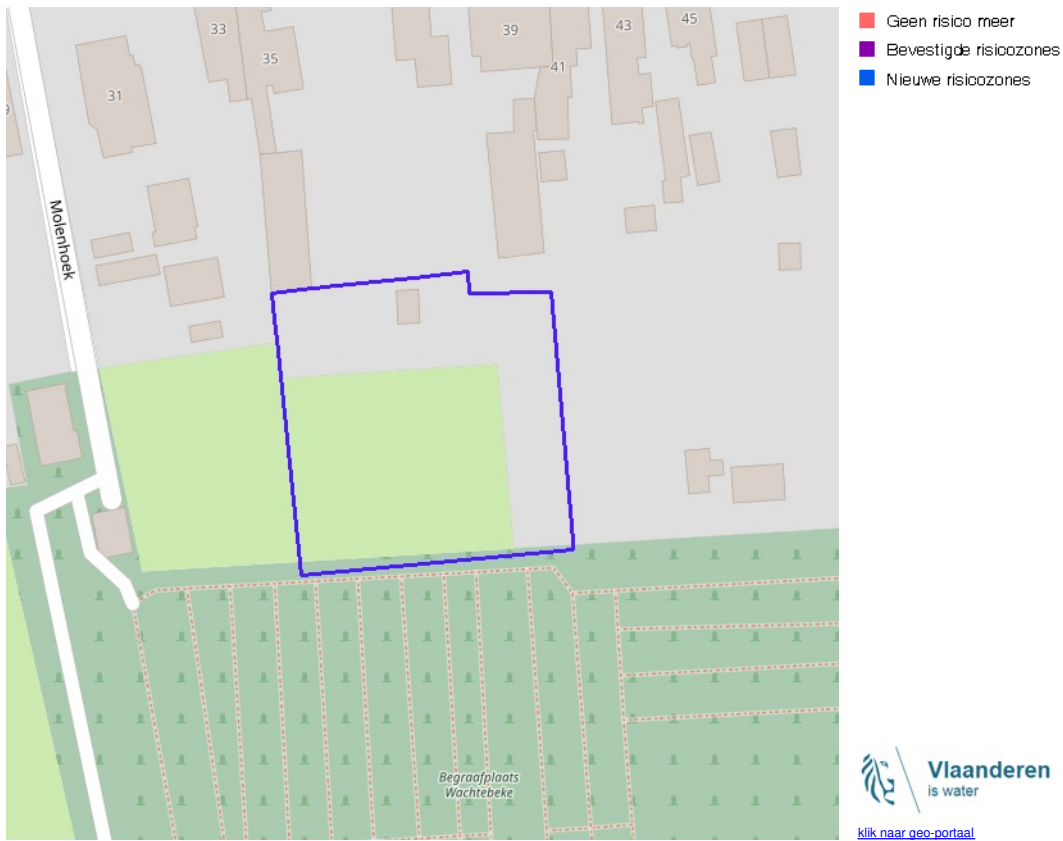 33
35
39
41
43
45
31
Molenhoek
Begraafplaats
Wachtebeke
Geen risico meer
Bevestigde risicozones
Nieuwe risicozones
Vlaanderen
is water
klik naar geo-portaal